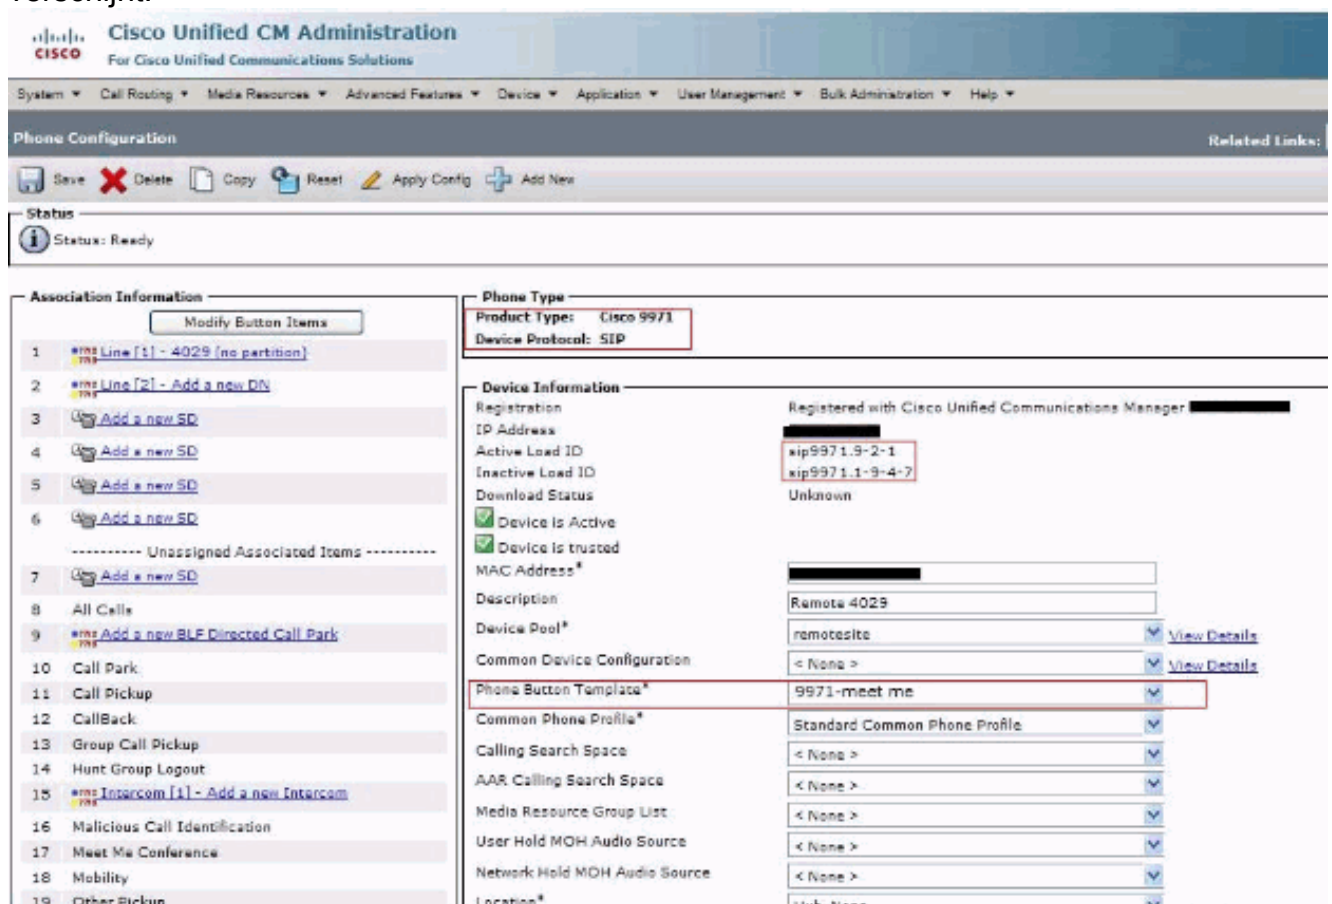 Cisco Unified CM Administration
CISCO
For Cisco Unified Communications Solutions
System Call Routing Media Resources Advanced Features Device Application User Management Bulk Administration Help
Phone Configuration
Related Links:
Save Delete Copy Reset Apply Config Add New
Status
Status: Ready
Association Information
Modify Button Items
1 Line [1] - 4029 (no partition)
2 Line [2] - Add a new DN
3 Add a new SD
4 Add a new SD
5 Add a new SD
6 Add a new SD
---------- Unassigned Associated Items ----------
7 Add a new SD
8 All Calls
9 Add a new BLF Directed Call Park
10 Call Park
11 Call Pickup
12 CallBack
13 Group Call Pickup
14 Hunt Group Logout
15 Intercom [1] - Add a new Intercom
16 Malicious Call Identification
17 Meet Me Conference
18 Mobility
19 Other Pickup
Phone Type
Product Type: Cisco 9971
Device Protocol: SIP
Device Information
Registration Registered with Cisco Unified Communications Manager
IP Address
Active Load ID sip9971.9-2-1
Inactive Load ID sip9971.1-9-4-7
Download Status Unknown
Device is Active
Device is trusted
MAC Address*
Description Remote 4029
Device Pool* remotesite View Details
Common Device Configuration < None > View Details
Phone Button Template* 9971-meet me
Common Phone Profile* Standard Common Phone Profile
Calling Search Space < None >
AAR Calling Search Space < None >
Media Resource Group List < None >
User Hold MOH Audio Source < None >
Network Hold MOH Audio Source < None >
Location*